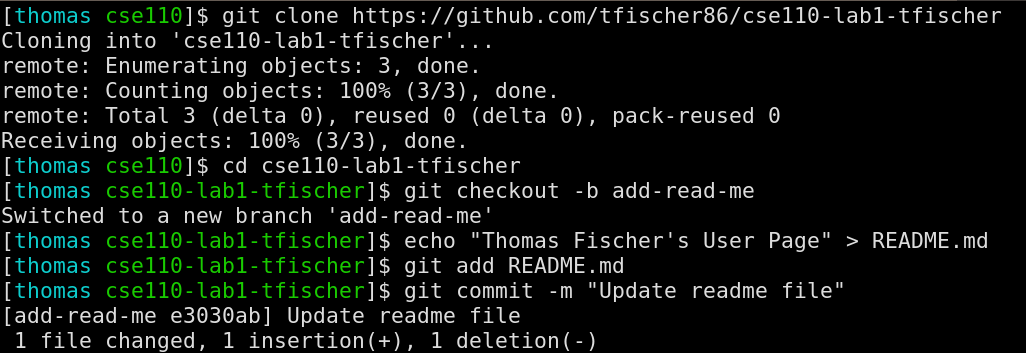 [thomas cse110]$ git clone https://github.com/tfischer86/cse110-lab1-tfischer
Cloning into 'cse110-lab1-tfischer'...
remote: Enumerating objects: 3, done.
remote: Counting objects: 100% (3/3), done.
remote: Total 3 (delta 0), reused 0 (delta 0), pack-reused 0
Receiving objects: 100% (3/3), done.
[thomas cse110]$ cd cse110-lab1-tfischer
[thomas cse110-lab1-tfischer]$ git checkout -b add-read-me
Switched to a new branch 'add-read-me'
[thomas cse110-lab1-tfischer]$ echo "Thomas Fischer's User Page" > README.md
[thomas cse110-lab1-tfischer]$ git add README.md
[thomas cse110-lab1-tfischer]$ git commit -m "Update readme file"
[add-read-me e3030ab] Update readme file
 1 file changed, 1 insertion(+), 1 deletion(-)